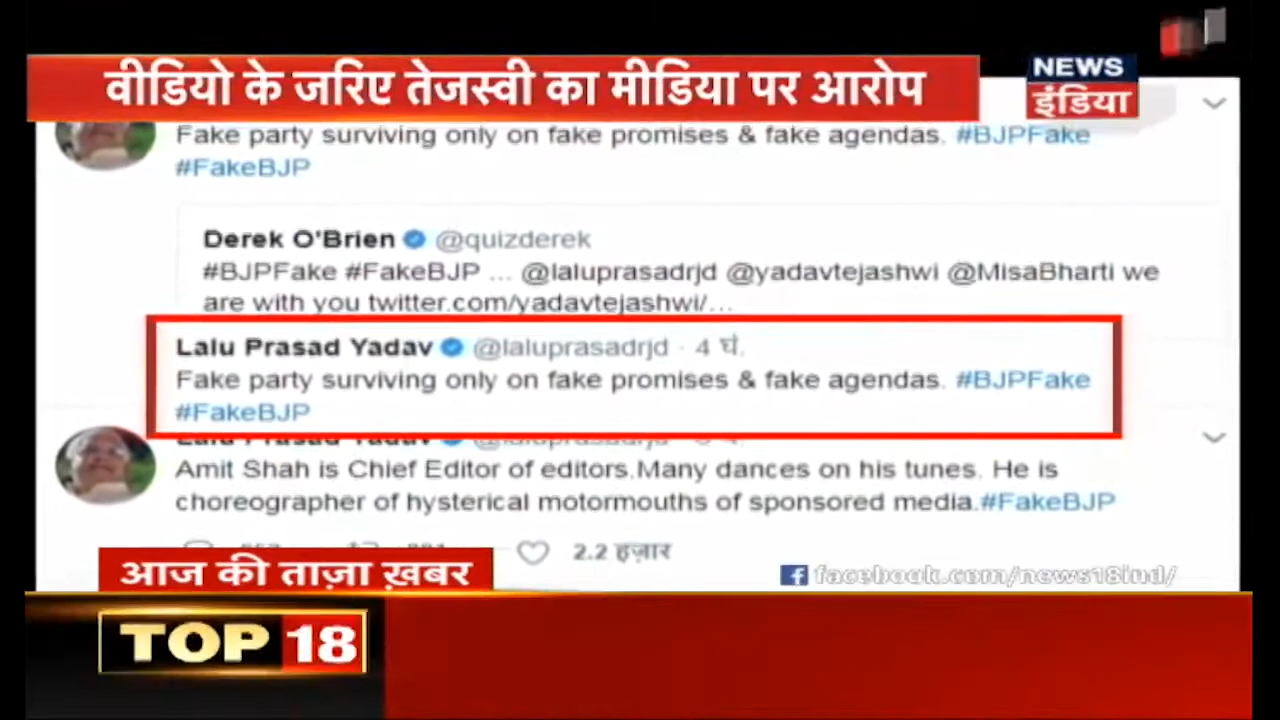 वीडियो के जरिए तेजस्वी का मीडिया पर आरोप
NEWS
इंडिया
Fake party surviving only on fake promises & fake agendas. #BJPFake
#FakeBJP
Derek O'Brien @quizderek
#BJPFake #FakeBJP ... @laluprasadrjd @yadavtejashwi @MisaBharti we
are with you twitter.com/yadavtejashwi/...
Lalu Prasad Yadav @laluprasadrjd · 4 घं.
Fake party surviving only on fake promises & fake agendas. #BJPFake
#FakeBJP
Lalu Prasad Yadav @laluprasadrjd
Amit Shah is Chief Editor of editors.Many dances on his tunes. He is
choreographer of hysterical motormouths of sponsored media.#FakeBJP
2.2 हज़ार
आज की ताज़ा ख़बर
facebook.com/news18ind/
TOP 18